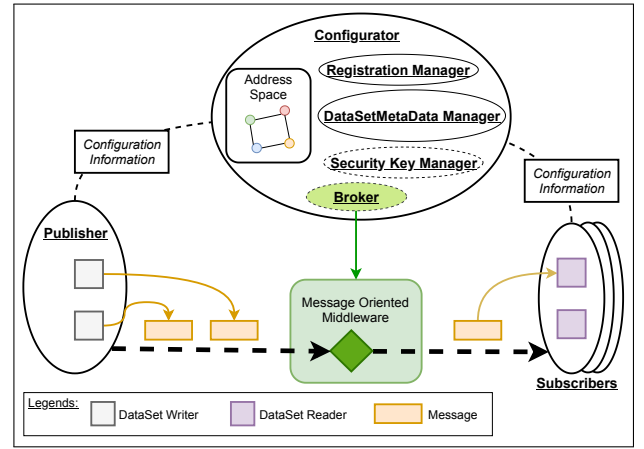 Configurator
Registration Manager
Address
Space
DataSetMetaData Manager
Configuration
Information
Security Key Manager
Configuration
Information
Broker
Publisher
Message Oriented
Middleware
Subscribers
Legends:
DataSet Writer
DataSet Reader
Message